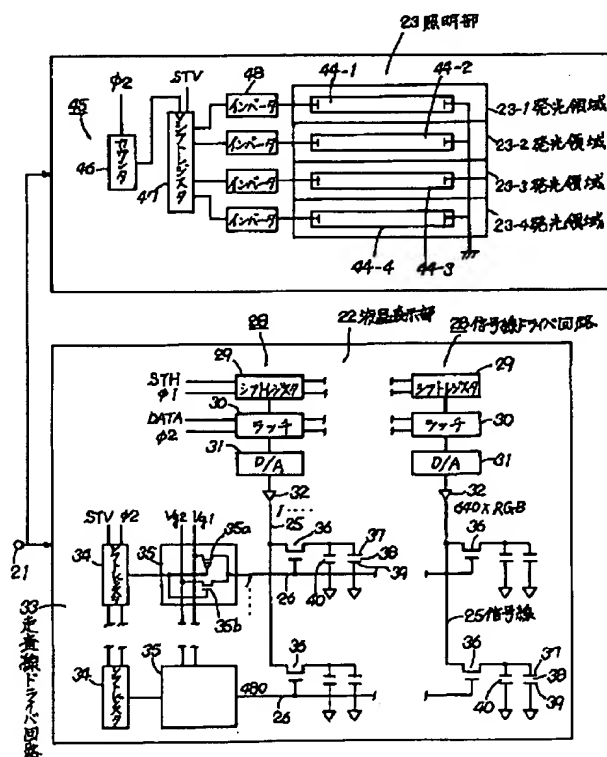 23 照明部
STV
48
44-1
44-2
φ2
インバータ
23-1 発光領域
45
46
カウンタ
シフトレジスタ
47
インバータ
23-2 発光領域
インバータ
23-3 発光領域
インバータ
23-4 発光領域
44-4
44-3
28
22 液晶表示部
28 信号線ドライバ回路
29
29
STH
φ1
シフトレジスタ
シフトレジスタ
30
DATA
φ2
ラッチ
ラッチ
30
31
D/A
D/A
31
32
32
1
640×RGB
STV φ2
Vg2 Vg1
25
36
37
38
39
36
34
シフトレジスタ
35
35a
35b
26
40
21
25 信号線
33 走査線ドライバ回路
34
シフトレジスタ
35
36
37
38
39
480
26
36
40
37
38
39
40